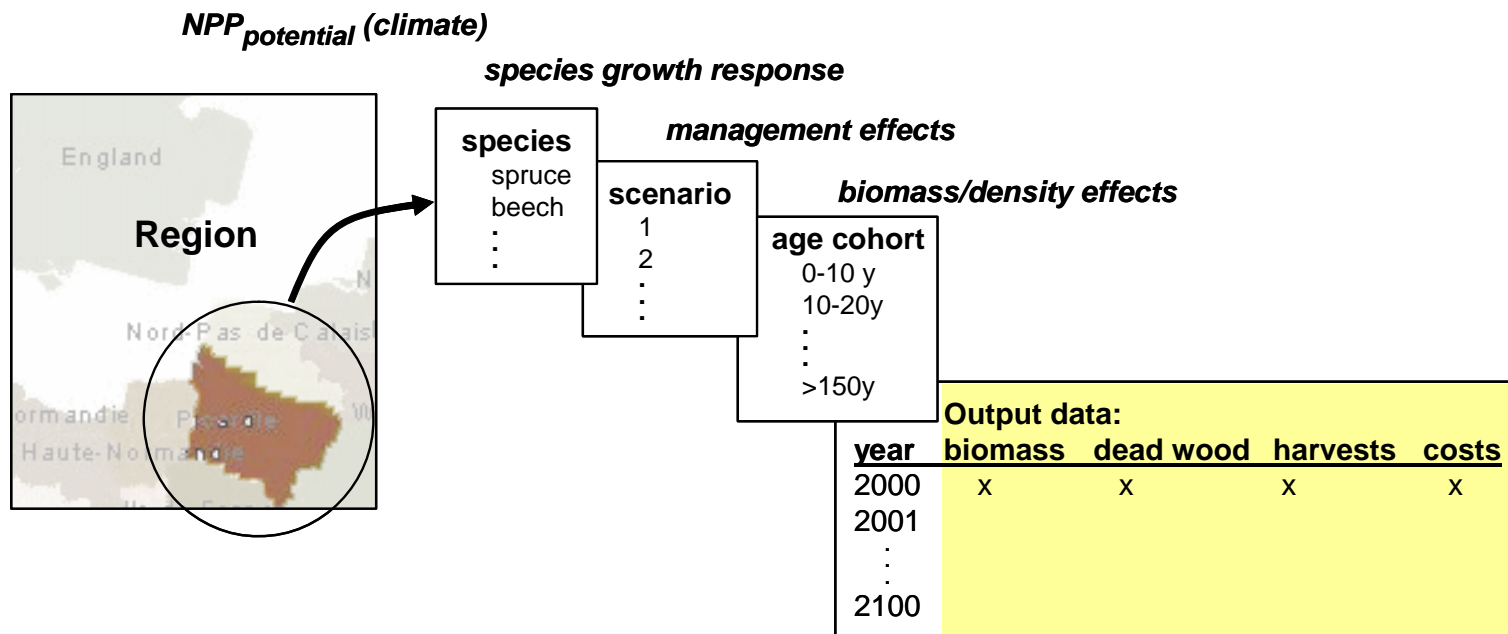 NPPpotential (climate)
species growth response
management effects
biomass/density effects
England
Region
Nord-Pas de Calais
ormandie
Picardie
Haute-Normandie
species
spruce
beech
.
.
.
scenario
1
2
.
.
.
age cohort
0-10 y
10-20y
.
.
.
>150y
Output data:
year biomass dead wood harvests costs
2000 x x x x
2001
.
.
.
2100